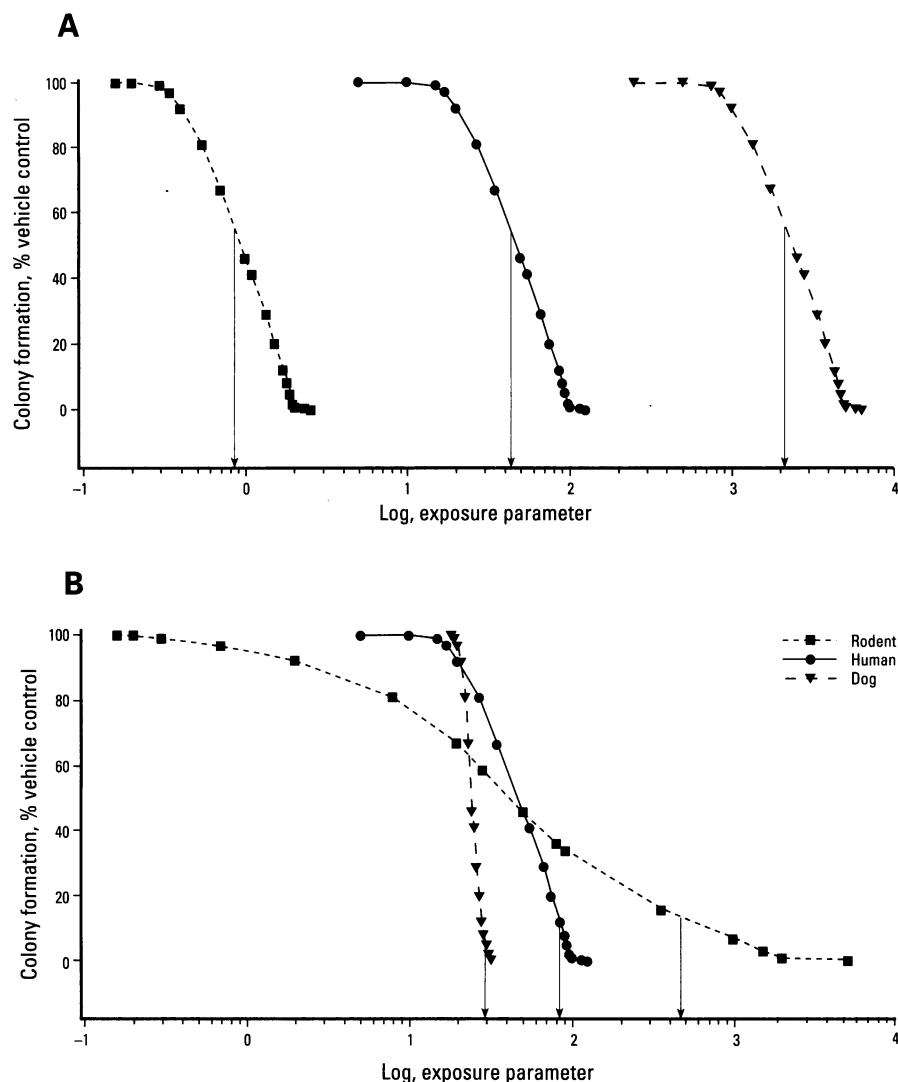 A
Colony formation, % vehicle control
100
80
60
40
20
0
−1 0 1 2 3 4
Log, exposure parameter
B
Colony formation, % vehicle control
100
80
60
40
20
0
Rodent
Human
Dog
−1 0 1 2 3 4
Log, exposure parameter